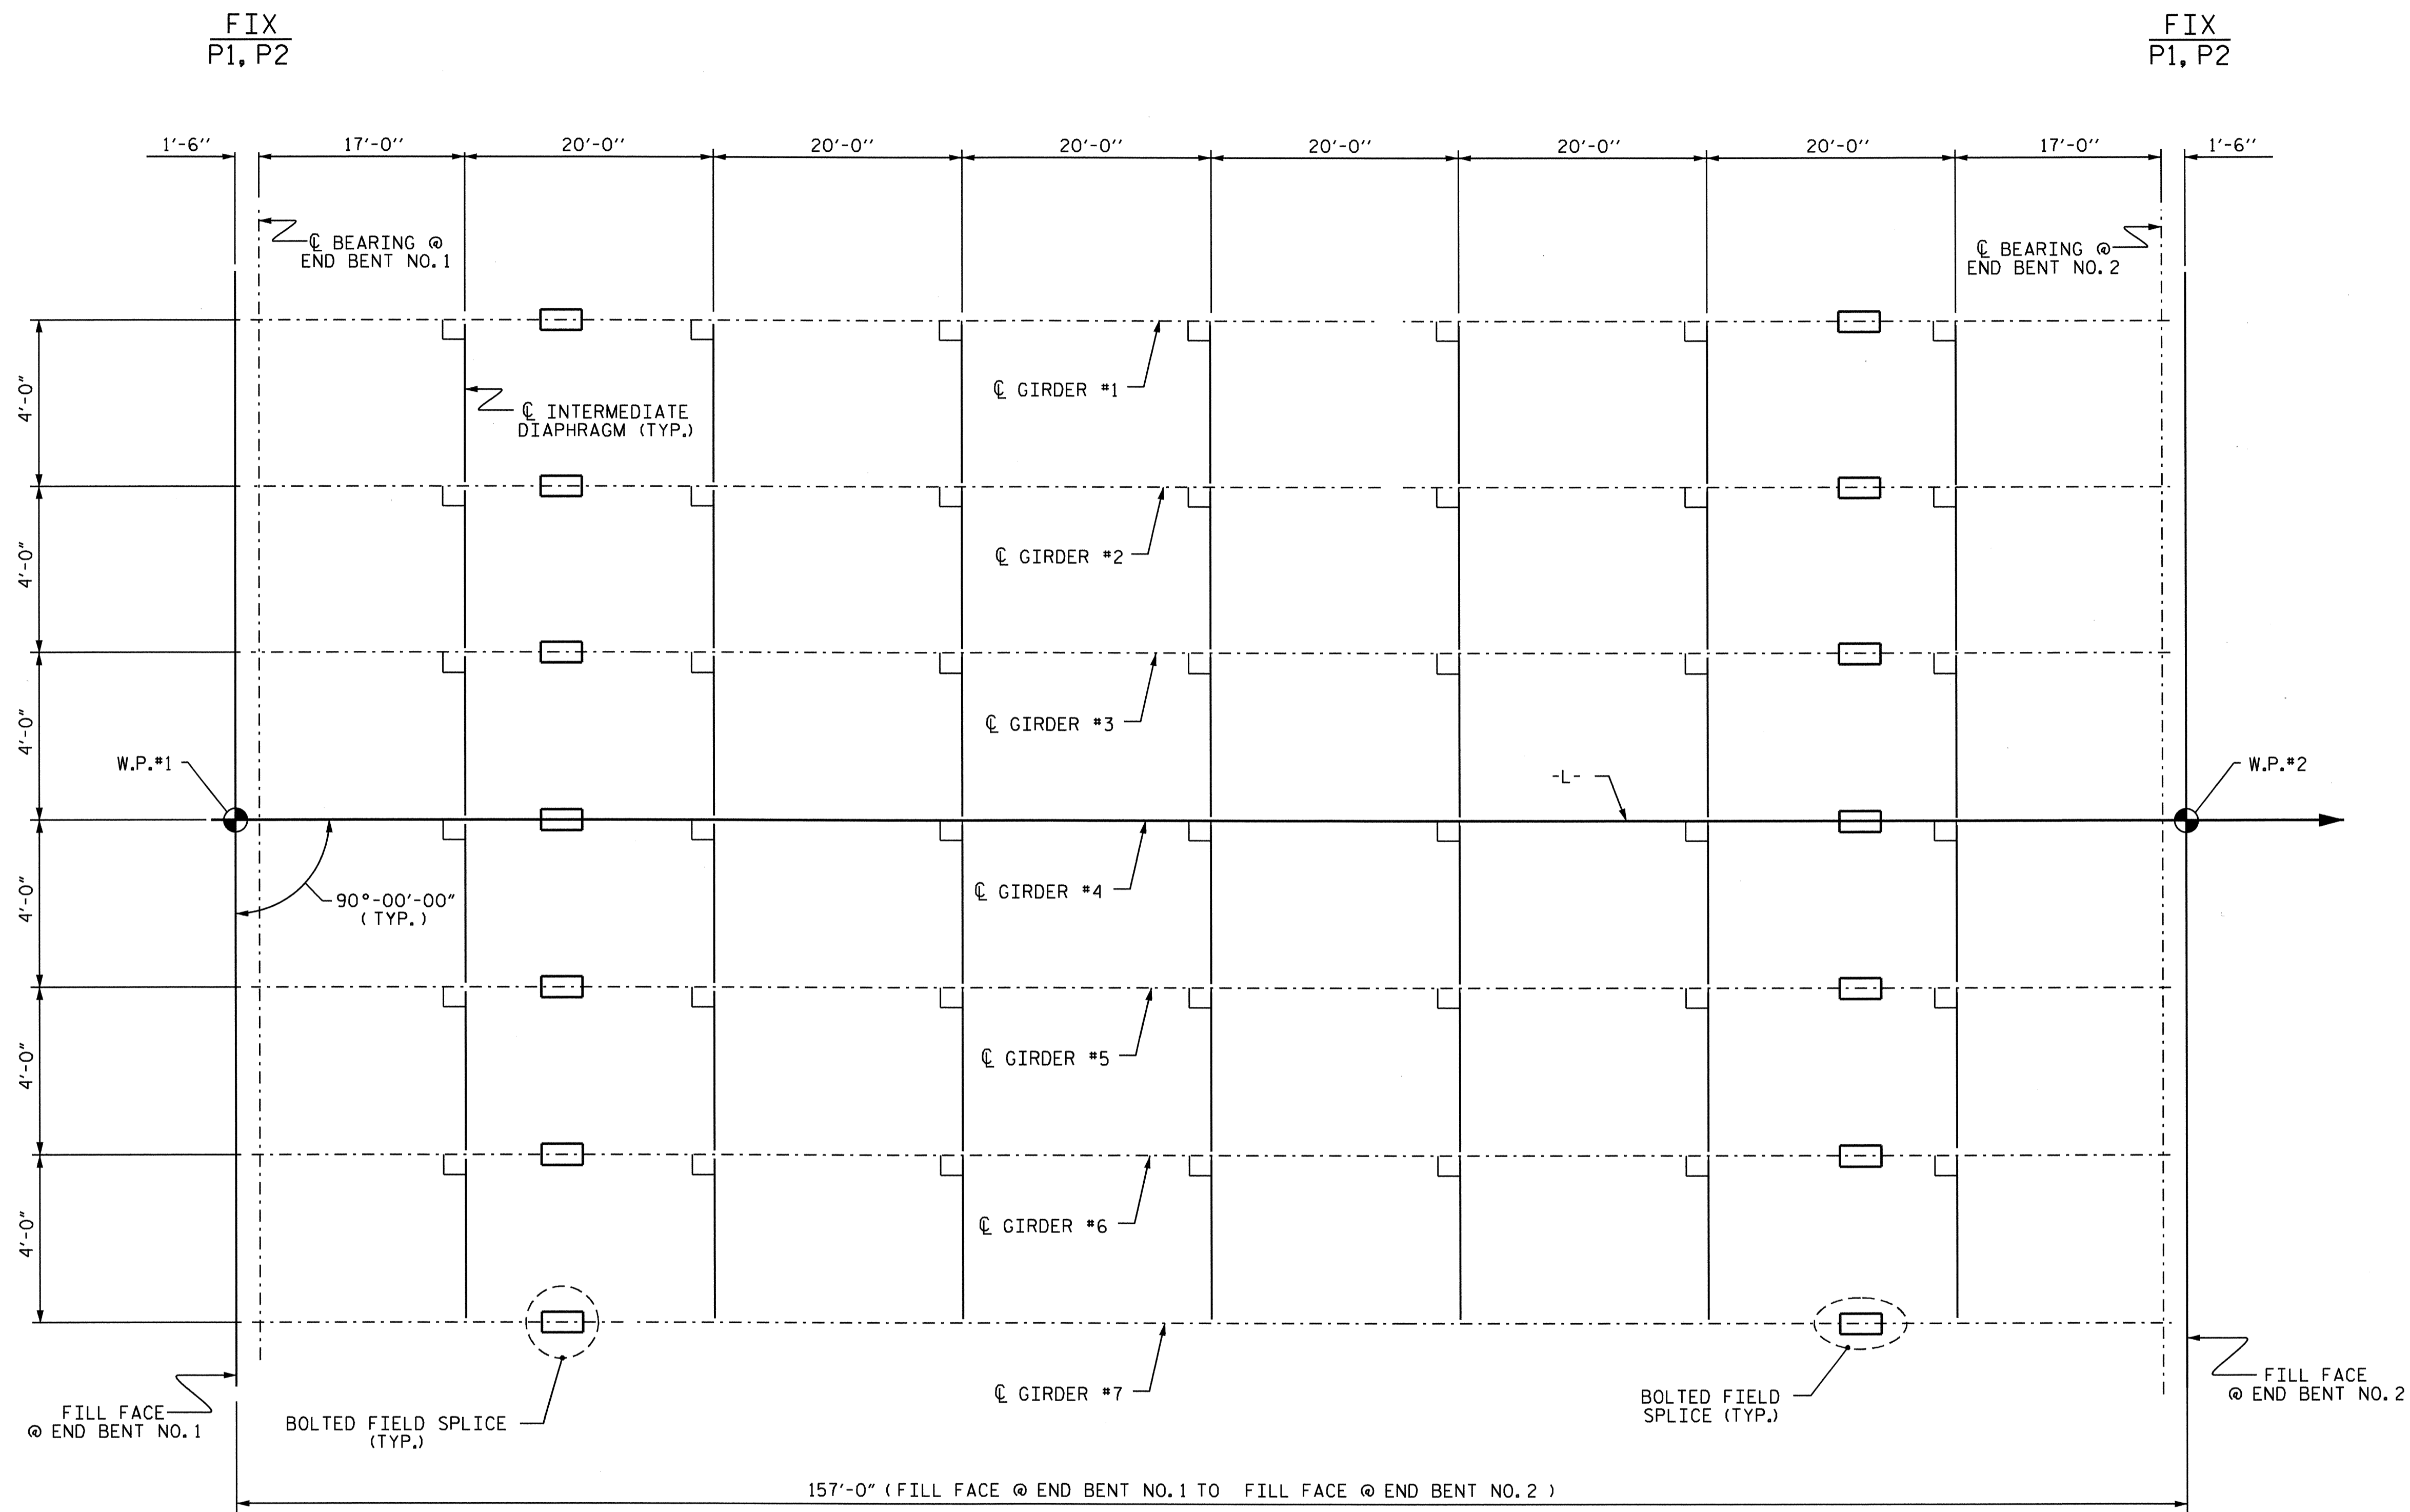 FIX
P1, P2
FIX
P1, P2
1'-6"
17'-0"
20'-0"
20'-0"
20'-0"
20'-0"
20'-0"
20'-0"
17'-0"
1'-6"
℄ BEARING @
END BENT NO. 1
℄ BEARING @
END BENT NO. 2
4'-0"
℄ GIRDER #1
℄ INTERMEDIATE
DIAPHRAGM (TYP.)
4'-0"
℄ GIRDER #2
4'-0"
℄ GIRDER #3
W.P.#1
-L-
W.P.#2
4'-0"
℄ GIRDER #4
90°-00'-00"
(TYP.)
4'-0"
℄ GIRDER #5
4'-0"
℄ GIRDER #6
℄ GIRDER #7
FILL FACE
@ END BENT NO. 1
BOLTED FIELD SPLICE
(TYP.)
BOLTED FIELD
SPLICE (TYP.)
FILL FACE
@ END BENT NO. 2
157'-0" ( FILL FACE @ END BENT NO. 1 TO FILL FACE @ END BENT NO. 2 )